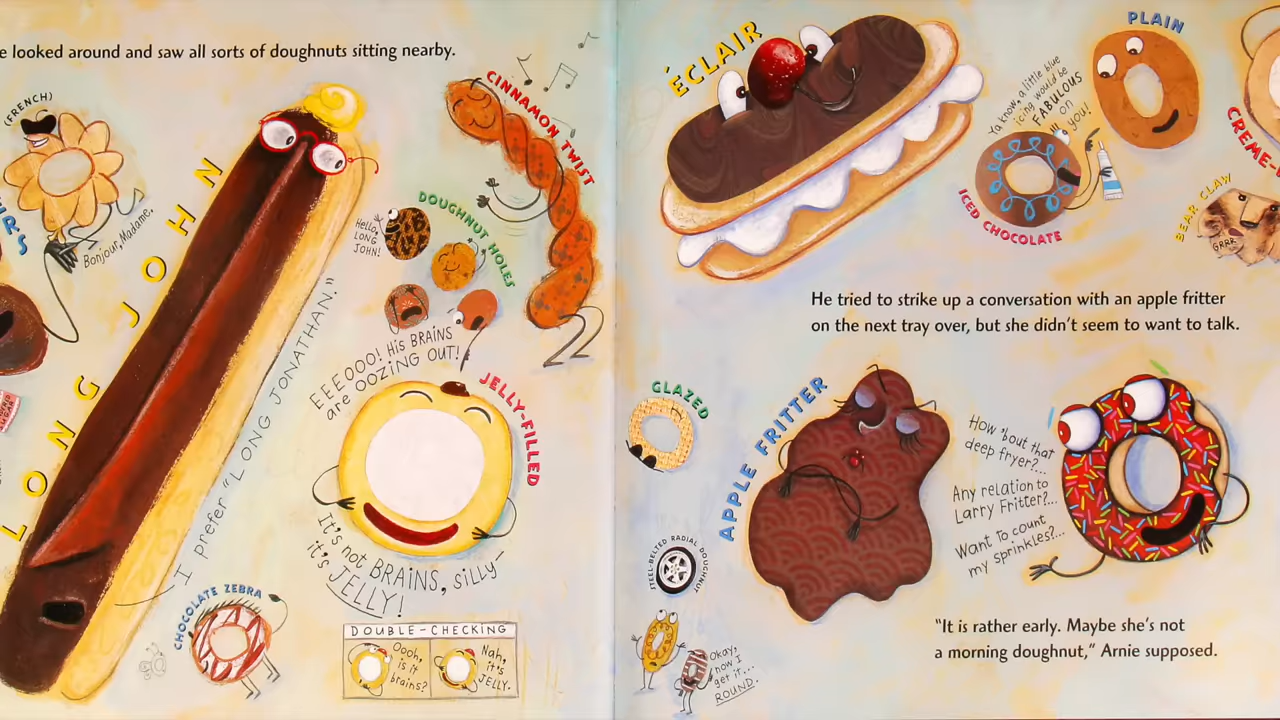 e looked around and saw all sorts of doughnuts sitting nearby.
(FRENCH)
Bonjour, Madame.
LONG JOHN
I prefer "LONG JONATHAN."
CINNAMON TWIST
DOUGHNUT HOLES
Hello,
LONG
JOHN!
EEEOOO! His BRAINS
are OOZING OUT!
JELLY-FILLED
It's not BRAINS, silly
it's JELLY!
CHOCOLATE ZEBRA
DOUBLE-CHECKING
Oooh,
is it
brains?
Nah,
it's
JELLY.
ÉCLAIR
PLAIN
Ya know, a little blue
icing would be
FABULOUS
on
you!
ICED CHOCOLATE
BEAR CLAW
GRRR
He tried to strike up a conversation with an apple fritter
on the next tray over, but she didn't seem to want to talk.
GLAZED
APPLE FRITTER
How 'bout that
deep fryer?...
Any relation to
Larry Fritter?...
Want to count
my sprinkles?...
STEEL-BELTED RADIAL DOUGHNUT
Okay,
now I
get it...
ROUND.
"It is rather early. Maybe she's not
a morning doughnut," Arnie supposed.